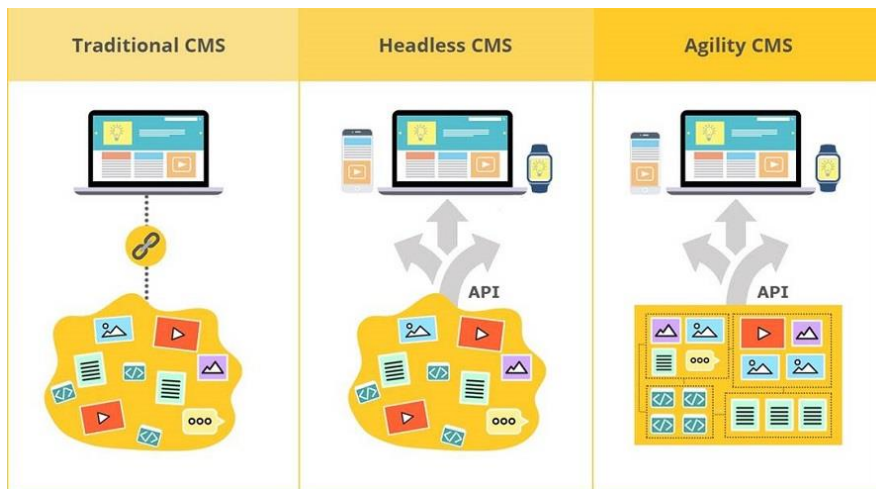 Traditional CMS
Headless CMS
Agility CMS
API
API